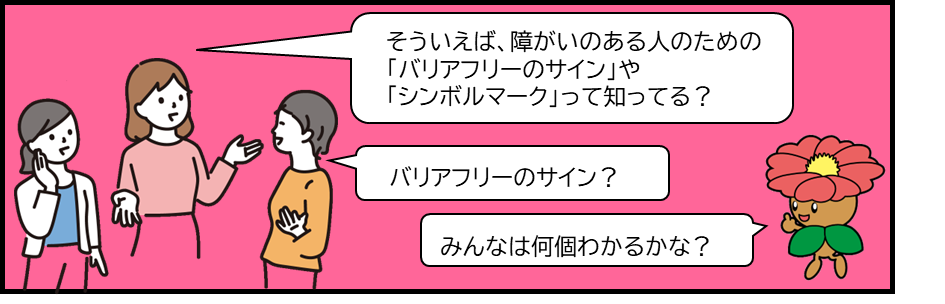 そういえば、障がいのある人のための
「バリアフリーのサイン」や
「シンボルマーク」って知ってる？
バリアフリーのサイン？
みんなは何個わかるかな？